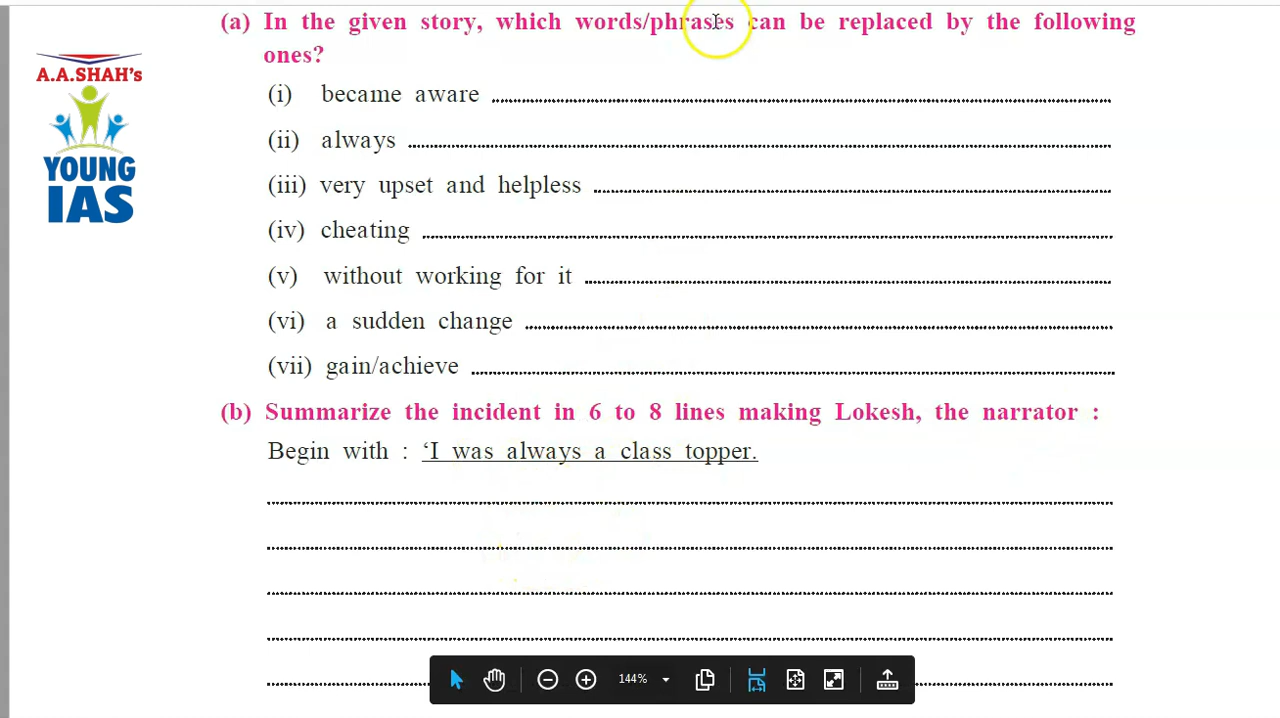 (a) In the given story, which words/phrases can be replaced by the following
ones?
A.A.SHAH's
YOUNG
IAS
(i) became aware
(ii) always
(iii) very upset and helpless
(iv) cheating
(v) without working for it
(vi) a sudden change
(vii) gain/achieve
(b) Summarize the incident in 6 to 8 lines making Lokesh, the narrator :
Begin with : ‘I was always a class topper.
144%